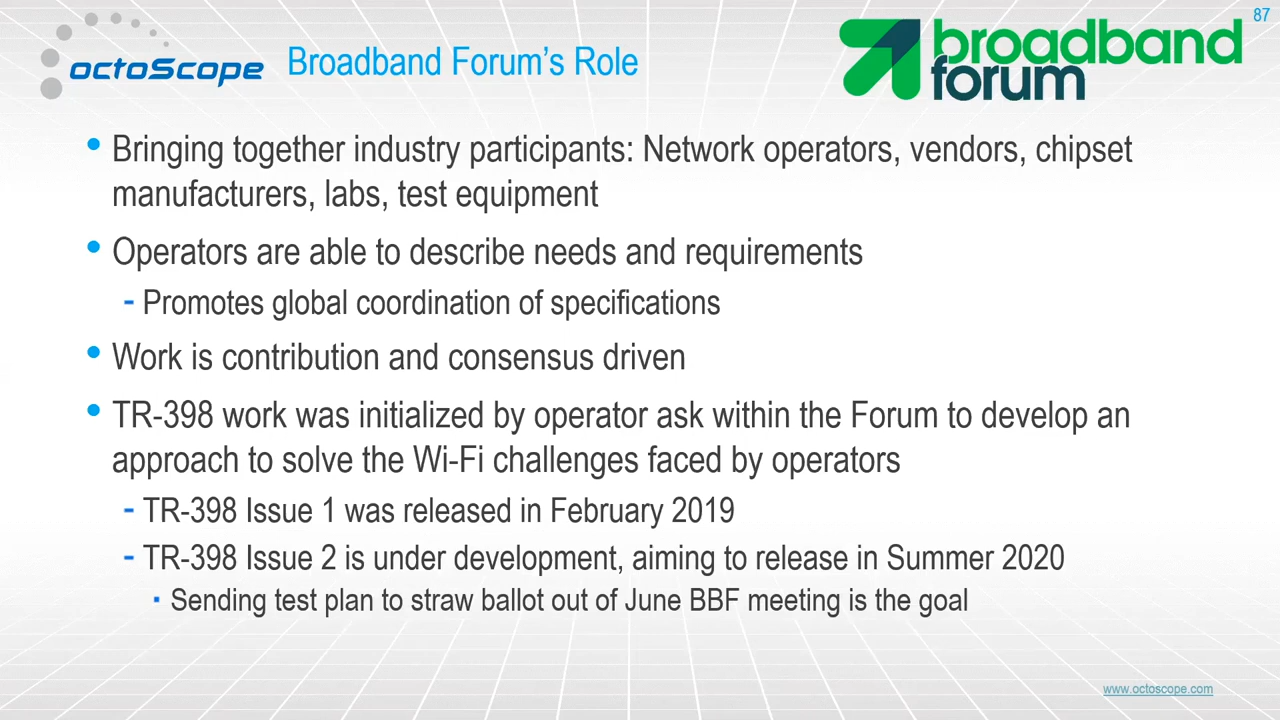 87
octoScope
Broadband Forum’s Role
broadband
forum
• Bringing together industry participants: Network operators, vendors, chipset
manufacturers, labs, test equipment
• Operators are able to describe needs and requirements
- Promotes global coordination of specifications
• Work is contribution and consensus driven
• TR-398 work was initialized by operator ask within the Forum to develop an
approach to solve the Wi-Fi challenges faced by operators
- TR-398 Issue 1 was released in February 2019
- TR-398 Issue 2 is under development, aiming to release in Summer 2020
▪ Sending test plan to straw ballot out of June BBF meeting is the goal
www.octoscope.com